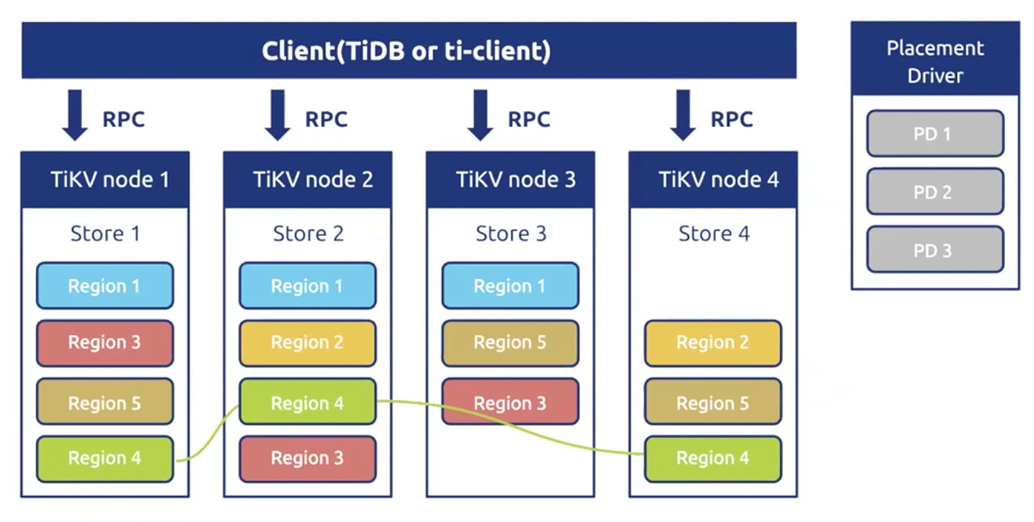 Client(TiDB or ti-client)
RPC
RPC
RPC
RPC
TiKV node 1
Store 1
Region 1
Region 3
Region 5
Region 4
TiKV node 2
Store 2
Region 1
Region 2
Region 4
Region 3
TiKV node 3
Store 3
Region 1
Region 5
Region 3
TiKV node 4
Store 4
Region 2
Region 5
Region 4
Placement
Driver
PD 1
PD 2
PD 3